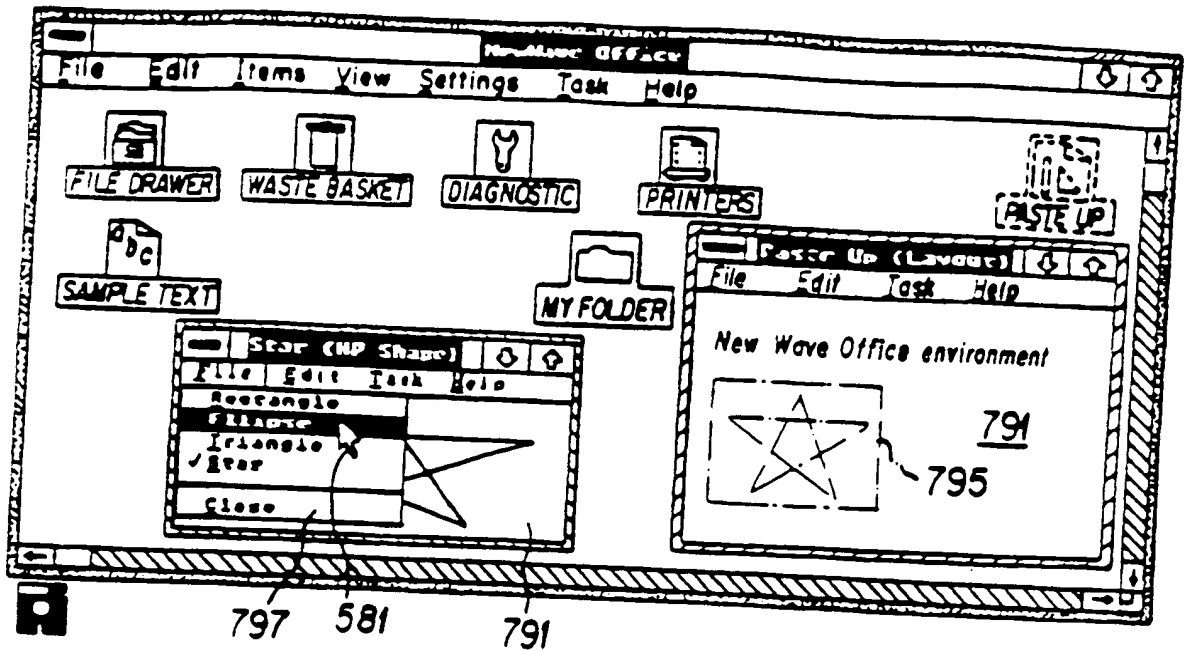 NewWave Office
File Edit Items View Settings Task Help
FILE DRAWER WASTE BASKET DIAGNOSTIC PRINTERS PASTE UP
abc
SAMPLE TEXT MY FOLDER
Paste Up (Layout)
File Edit Task Help
New Wave Office environment
791
795
Star (HP Shape)
File Edit Task Help
Rectangle
Ellipse
Triangle
✓ Star
Close
797 581 791